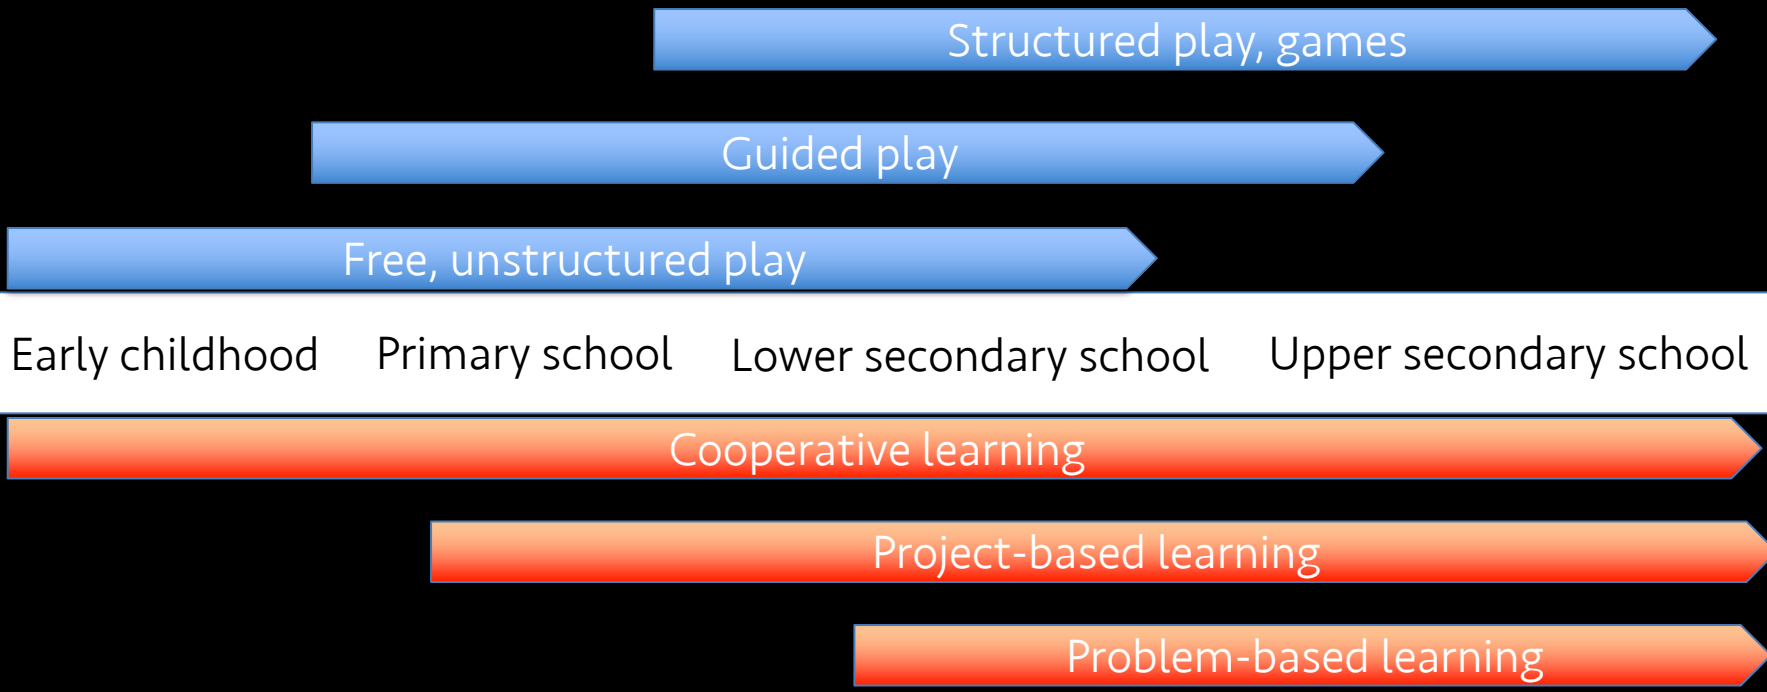 Structured play, games
Guided play
Free, unstructured play
Early childhood Primary school Lower secondary school Upper secondary school
Cooperative learning
Project-based learning
Problem-based learning